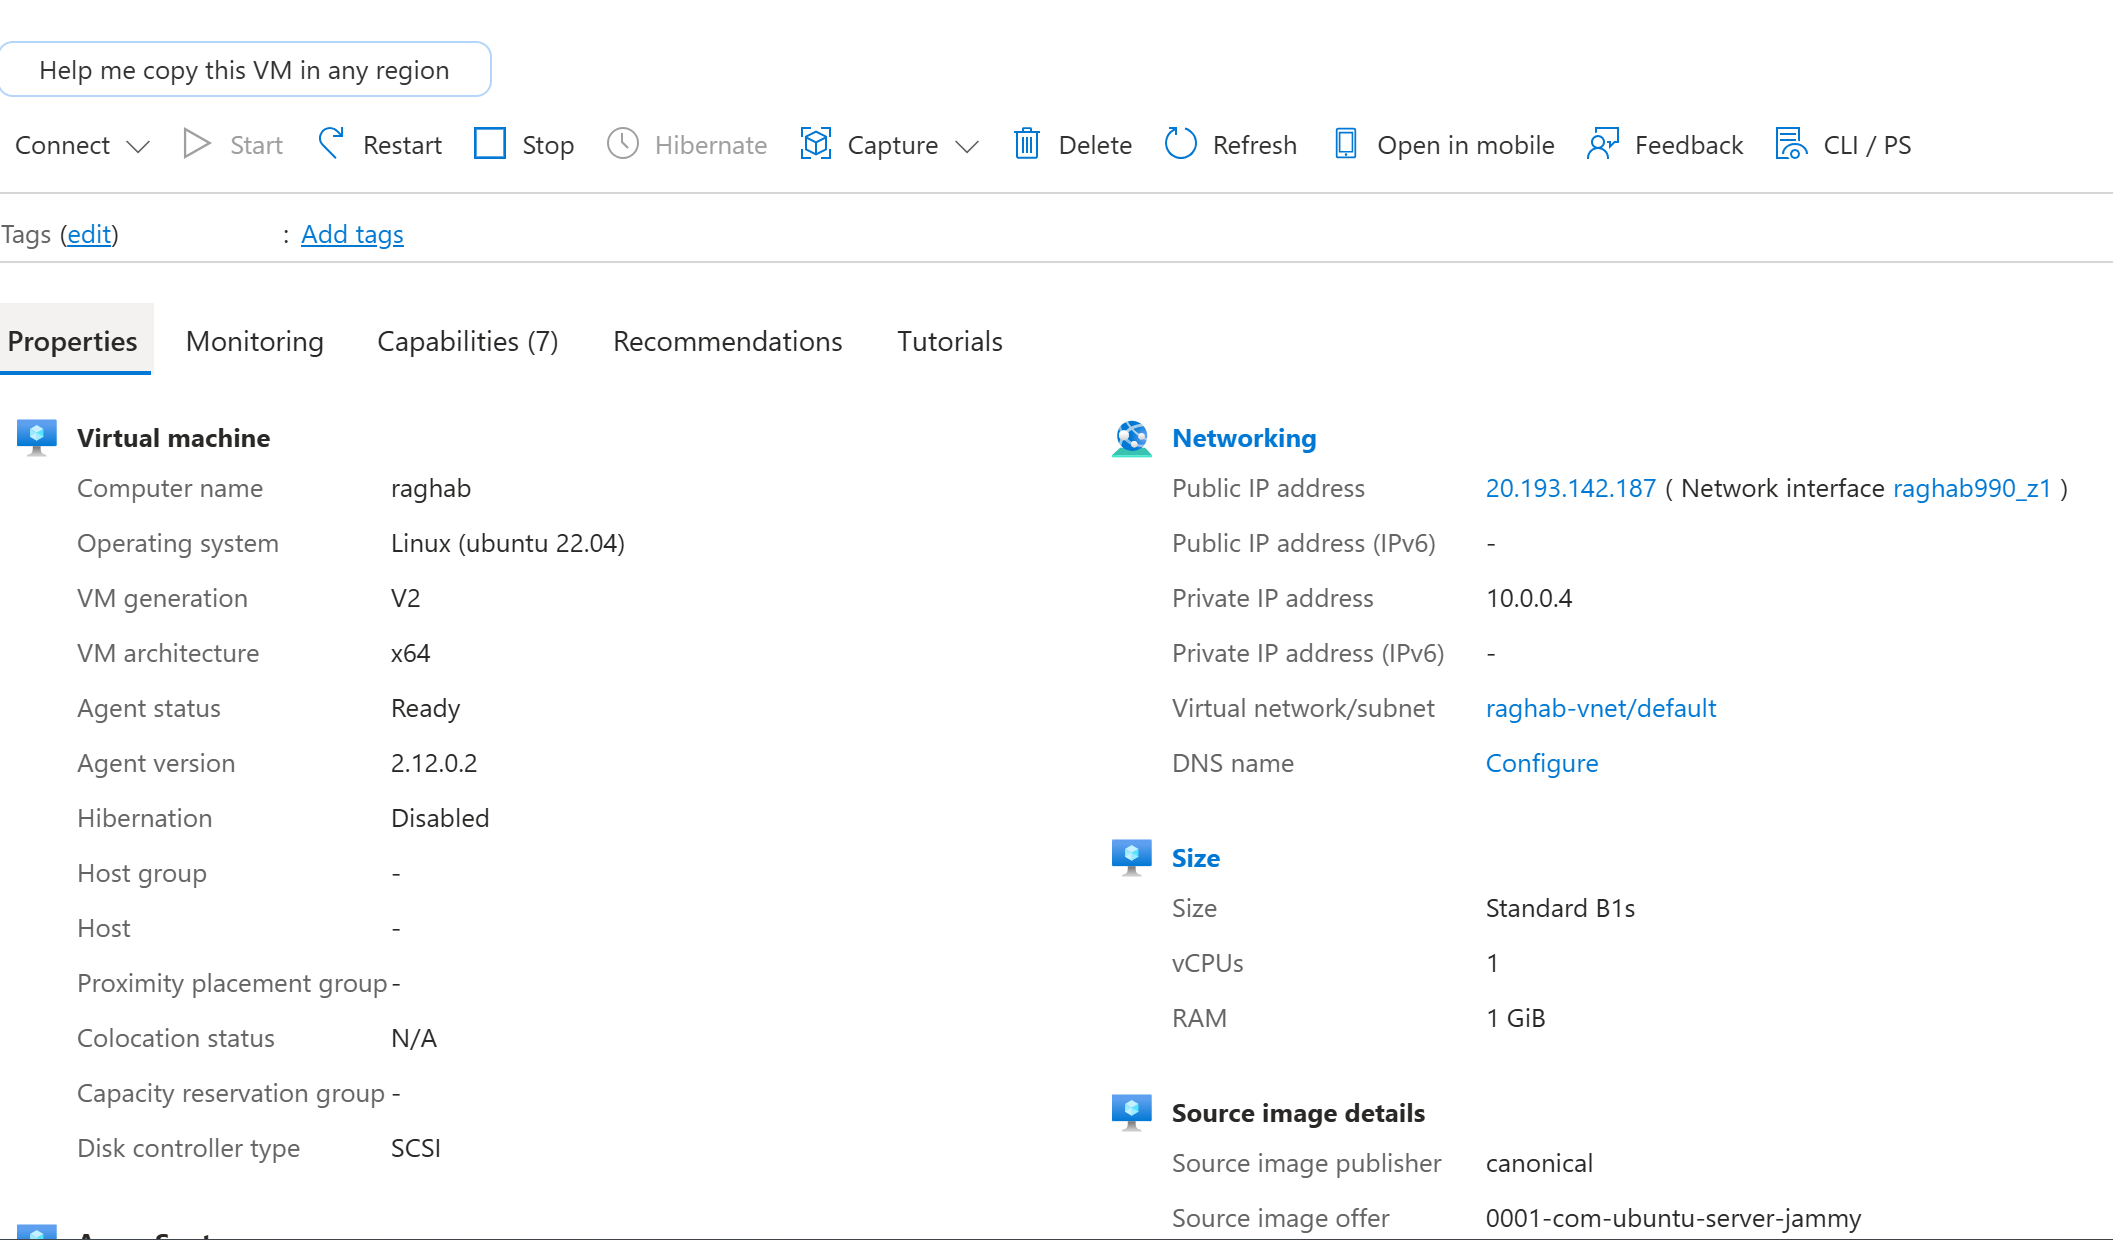 Help me copy this VM in any region
Connect Start Restart Stop Hibernate Capture Delete Refresh Open in mobile Feedback CLI / PS
Tags (edit) : Add tags
Properties Monitoring Capabilities (7) Recommendations Tutorials
Virtual machine
Computer name raghab
Operating system Linux (ubuntu 22.04)
VM generation V2
VM architecture x64
Agent status Ready
Agent version 2.12.0.2
Hibernation Disabled
Host group -
Host -
Proximity placement group -
Colocation status N/A
Capacity reservation group -
Disk controller type SCSI
Networking
Public IP address 20.193.142.187 ( Network interface raghab990_z1 )
Public IP address (IPv6) -
Private IP address 10.0.0.4
Private IP address (IPv6) -
Virtual network/subnet raghab-vnet/default
DNS name Configure
Size
Size Standard B1s
vCPUs 1
RAM 1 GiB
Source image details
Source image publisher canonical
Source image offer 0001-com-ubuntu-server-jammy